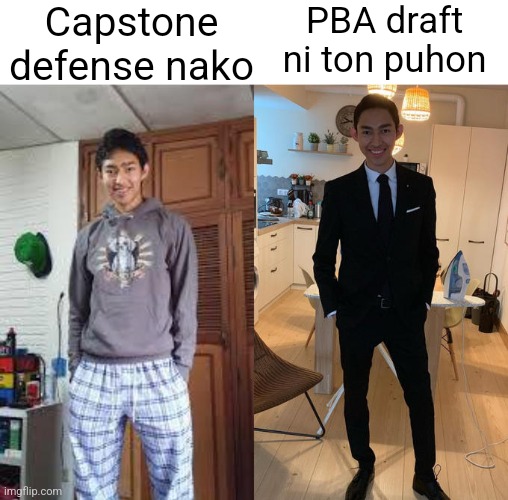 Capstone
defense nako
PBA draft
ni ton puhon
imgflip.com